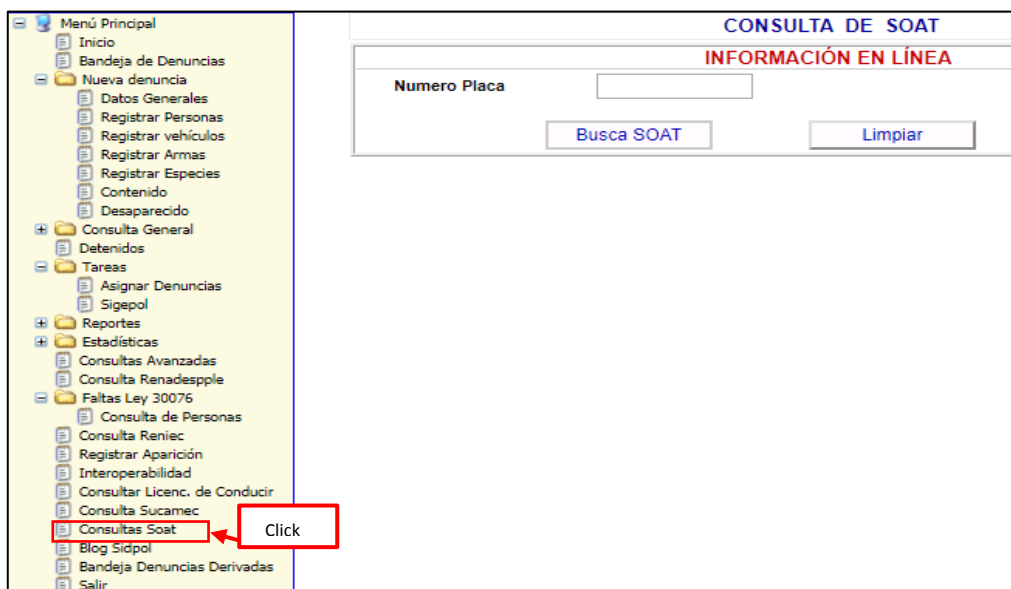 Menú Principal
Inicio
Bandeja de Denuncias
Nueva denuncia
Datos Generales
Registrar Personas
Registrar vehículos
Registrar Armas
Registrar Especies
Contenido
Desaparecido
Consulta General
Detenidos
Tareas
Asignar Denuncias
Sigepol
Reportes
Estadísticas
Consultas Avanzadas
Consulta Renadespple
Faltas Ley 30076
Consulta de Personas
Consulta Reniec
Registrar Aparición
Interoperabilidad
Consultar Licenc. de Conducir
Consulta Sucamec
Consultas Soat
Blog Sidpol
Bandeja Denuncias Derivadas
Salir
Click
CONSULTA DE SOAT
INFORMACIÓN EN LÍNEA
Numero Placa
Busca SOAT
Limpiar